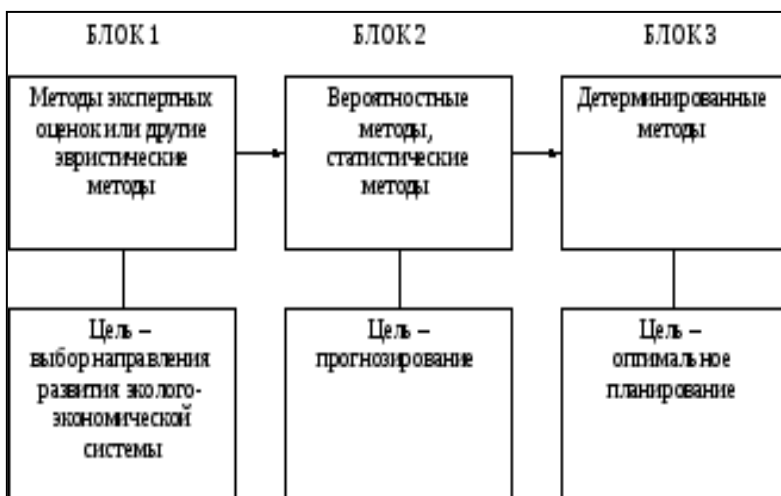 БЛОК 1
БЛОК 2
БЛОК 3
Методы экспертных
оценок или другие
эвристические
методы
Вероятностные
методы,
статистические
методы
Детерминированные
методы
Цель –
выбор направления
развития эколого-
экономической
системы
Цель –
прогнозирование
Цель –
оптимальное
планирование